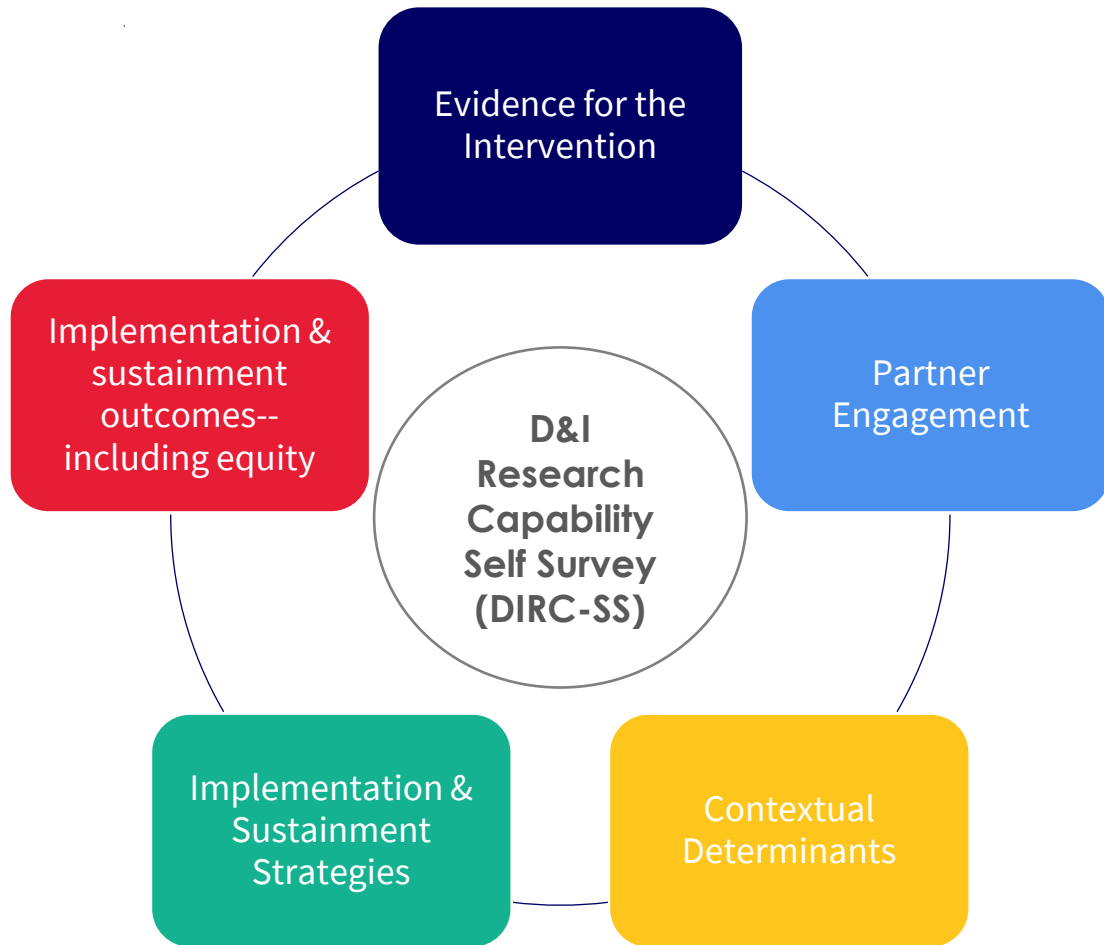 Evidence for the
Intervention
Partner
Engagement
Contextual
Determinants
Implementation &
Sustainment
Strategies
Implementation &
sustainment
outcomes--
including equity
D&I
Research
Capability
Self Survey
(DIRC-SS)